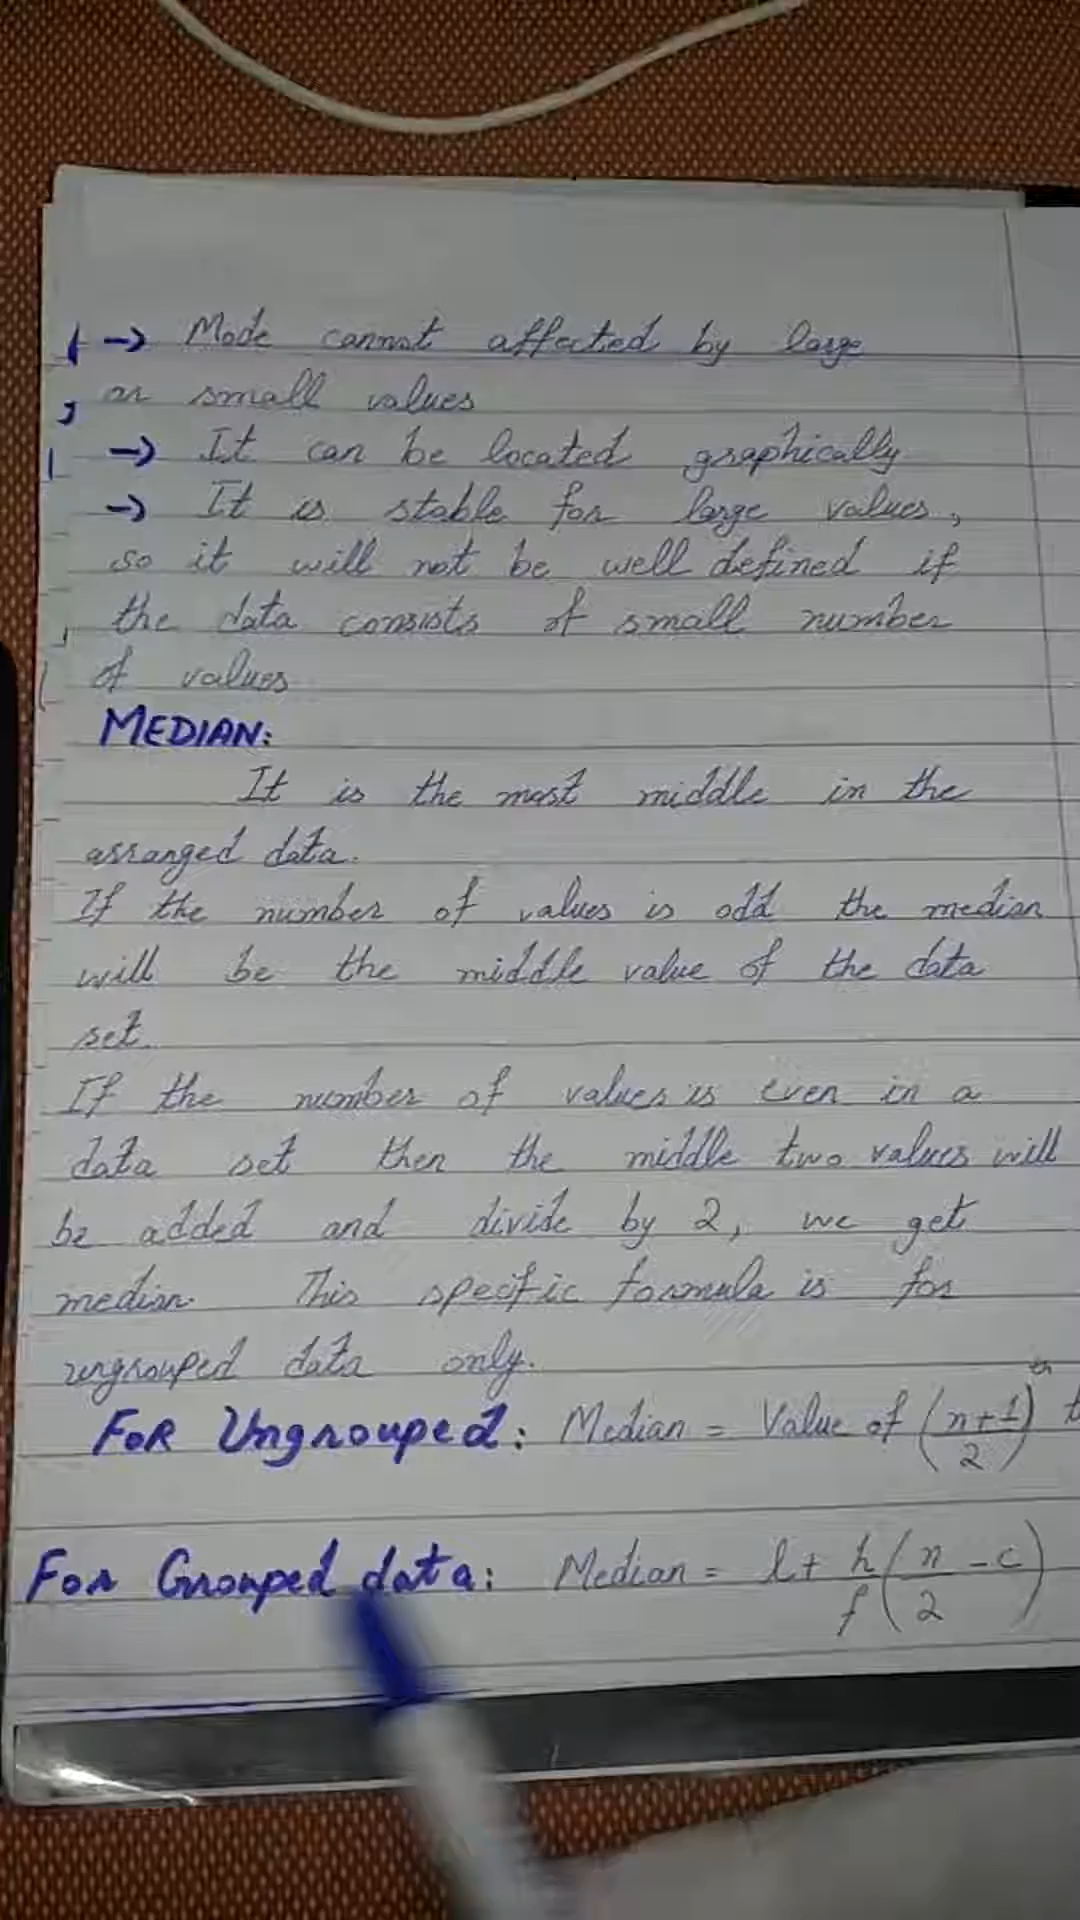 → Mode cannot affected by large
or small values
→ It can be located graphically
→ It is stable for large values,
so it will not be well defined if
the data consists of small number
of values
MEDIAN:
It is the most middle in the
arranged data.
If the number of values is odd the median
will be the middle value of the data
set.
If the number of values is even in a
data set then the middle two values will
be added and divide by 2, we get
median. This specific formula is for
ungrouped data only.
FOR Ungrouped: Median = Value of (n+1/2)th t
For Grouped data: Median = l + h/f (n/2 - c)